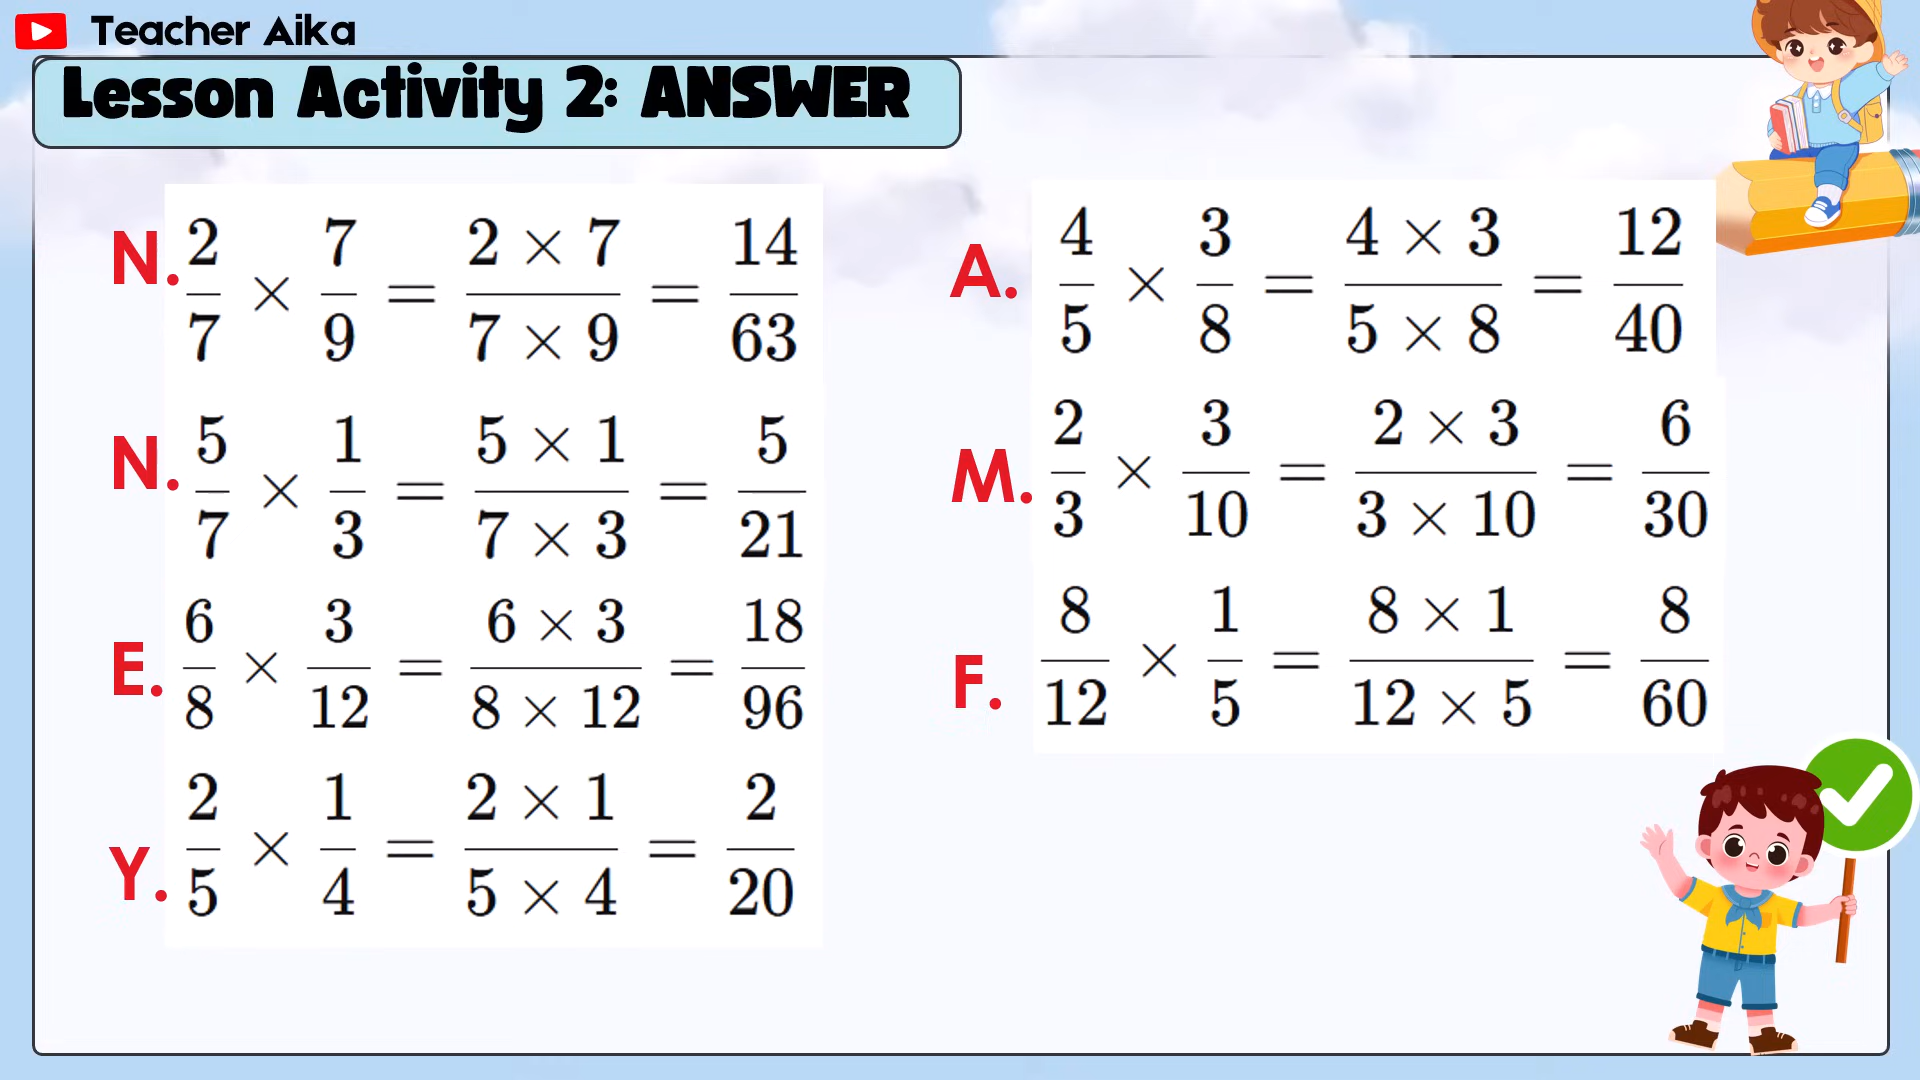 Teacher Aika
Lesson Activity 2: ANSWER
N. 2/7 × 7/9 = (2 × 7)/(7 × 9) = 14/63
N. 5/7 × 1/3 = (5 × 1)/(7 × 3) = 5/21
E. 6/8 × 3/12 = (6 × 3)/(8 × 12) = 18/96
Y. 2/5 × 1/4 = (2 × 1)/(5 × 4) = 2/20
A. 4/5 × 3/8 = (4 × 3)/(5 × 8) = 12/40
M. 2/3 × 3/10 = (2 × 3)/(3 × 10) = 6/30
F. 8/12 × 1/5 = (8 × 1)/(12 × 5) = 8/60